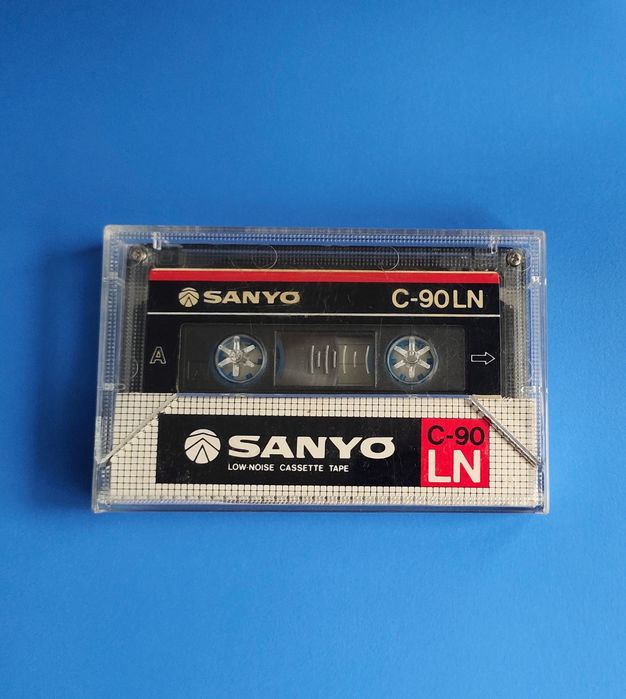 SANYO C-90LN
A
SANYO C-90
LOW-NOISE CASSETTE TAPE LN